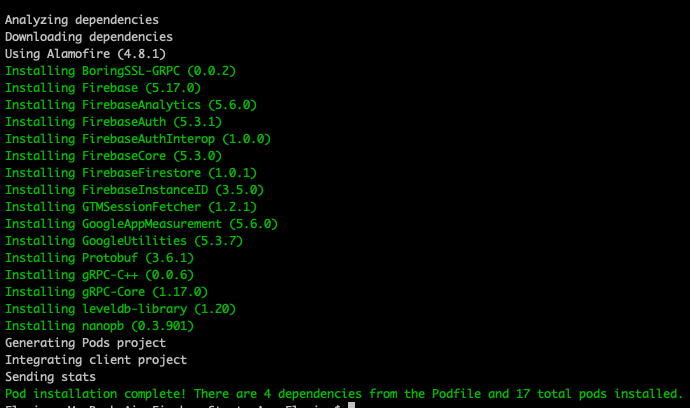 Analyzing dependencies
Downloading dependencies
Using Alamofire (4.8.1)
Installing BoringSSL-GRPC (0.0.2)
Installing Firebase (5.17.0)
Installing FirebaseAnalytics (5.6.0)
Installing FirebaseAuth (5.3.1)
Installing FirebaseAuthInterop (1.0.0)
Installing FirebaseCore (5.3.0)
Installing FirebaseFirestore (1.0.1)
Installing FirebaseInstanceID (3.5.0)
Installing GTMSessionFetcher (1.2.1)
Installing GoogleAppMeasurement (5.6.0)
Installing GoogleUtilities (5.3.7)
Installing Protobuf (3.6.1)
Installing gRPC-C++ (0.0.6)
Installing gRPC-Core (1.17.0)
Installing leveldb-library (1.20)
Installing nanopb (0.3.901)
Generating Pods project
Integrating client project
Sending stats
Pod installation complete! There are 4 dependencies from the Podfile and 17 total pods installed.